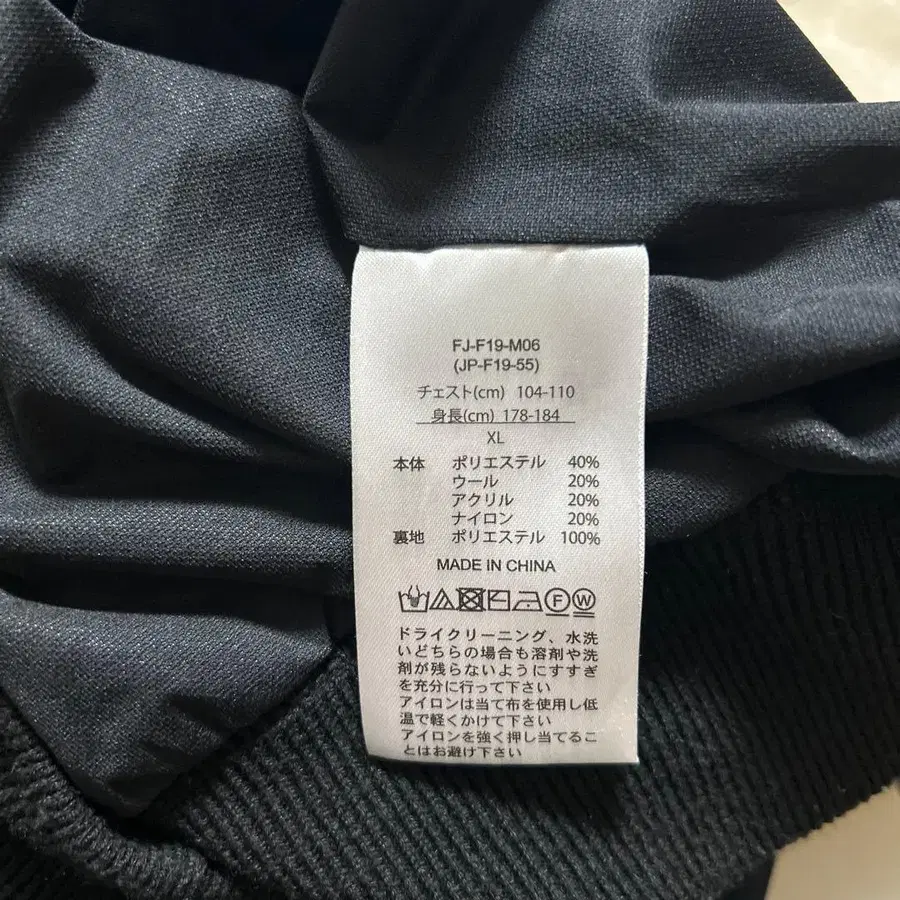 FJ-F19-M06
(JP-F19-55)
チェスト(cm) 104-110
身長(cm) 178-184
XL
本体 ポリエステル 40%
ウール 20%
アクリル 20%
ナイロン 20%
裏地 ポリエステル 100%
MADE IN CHINA
F W
ドライクリーニング、水洗
いどちらの場合も溶剤や洗
剤が残らないようにすすぎ
を充分に行って下さい
アイロンは当て布を使用し低
温で軽くかけて下さい
アイロンを強く押し当てるこ
とはお避け下さい